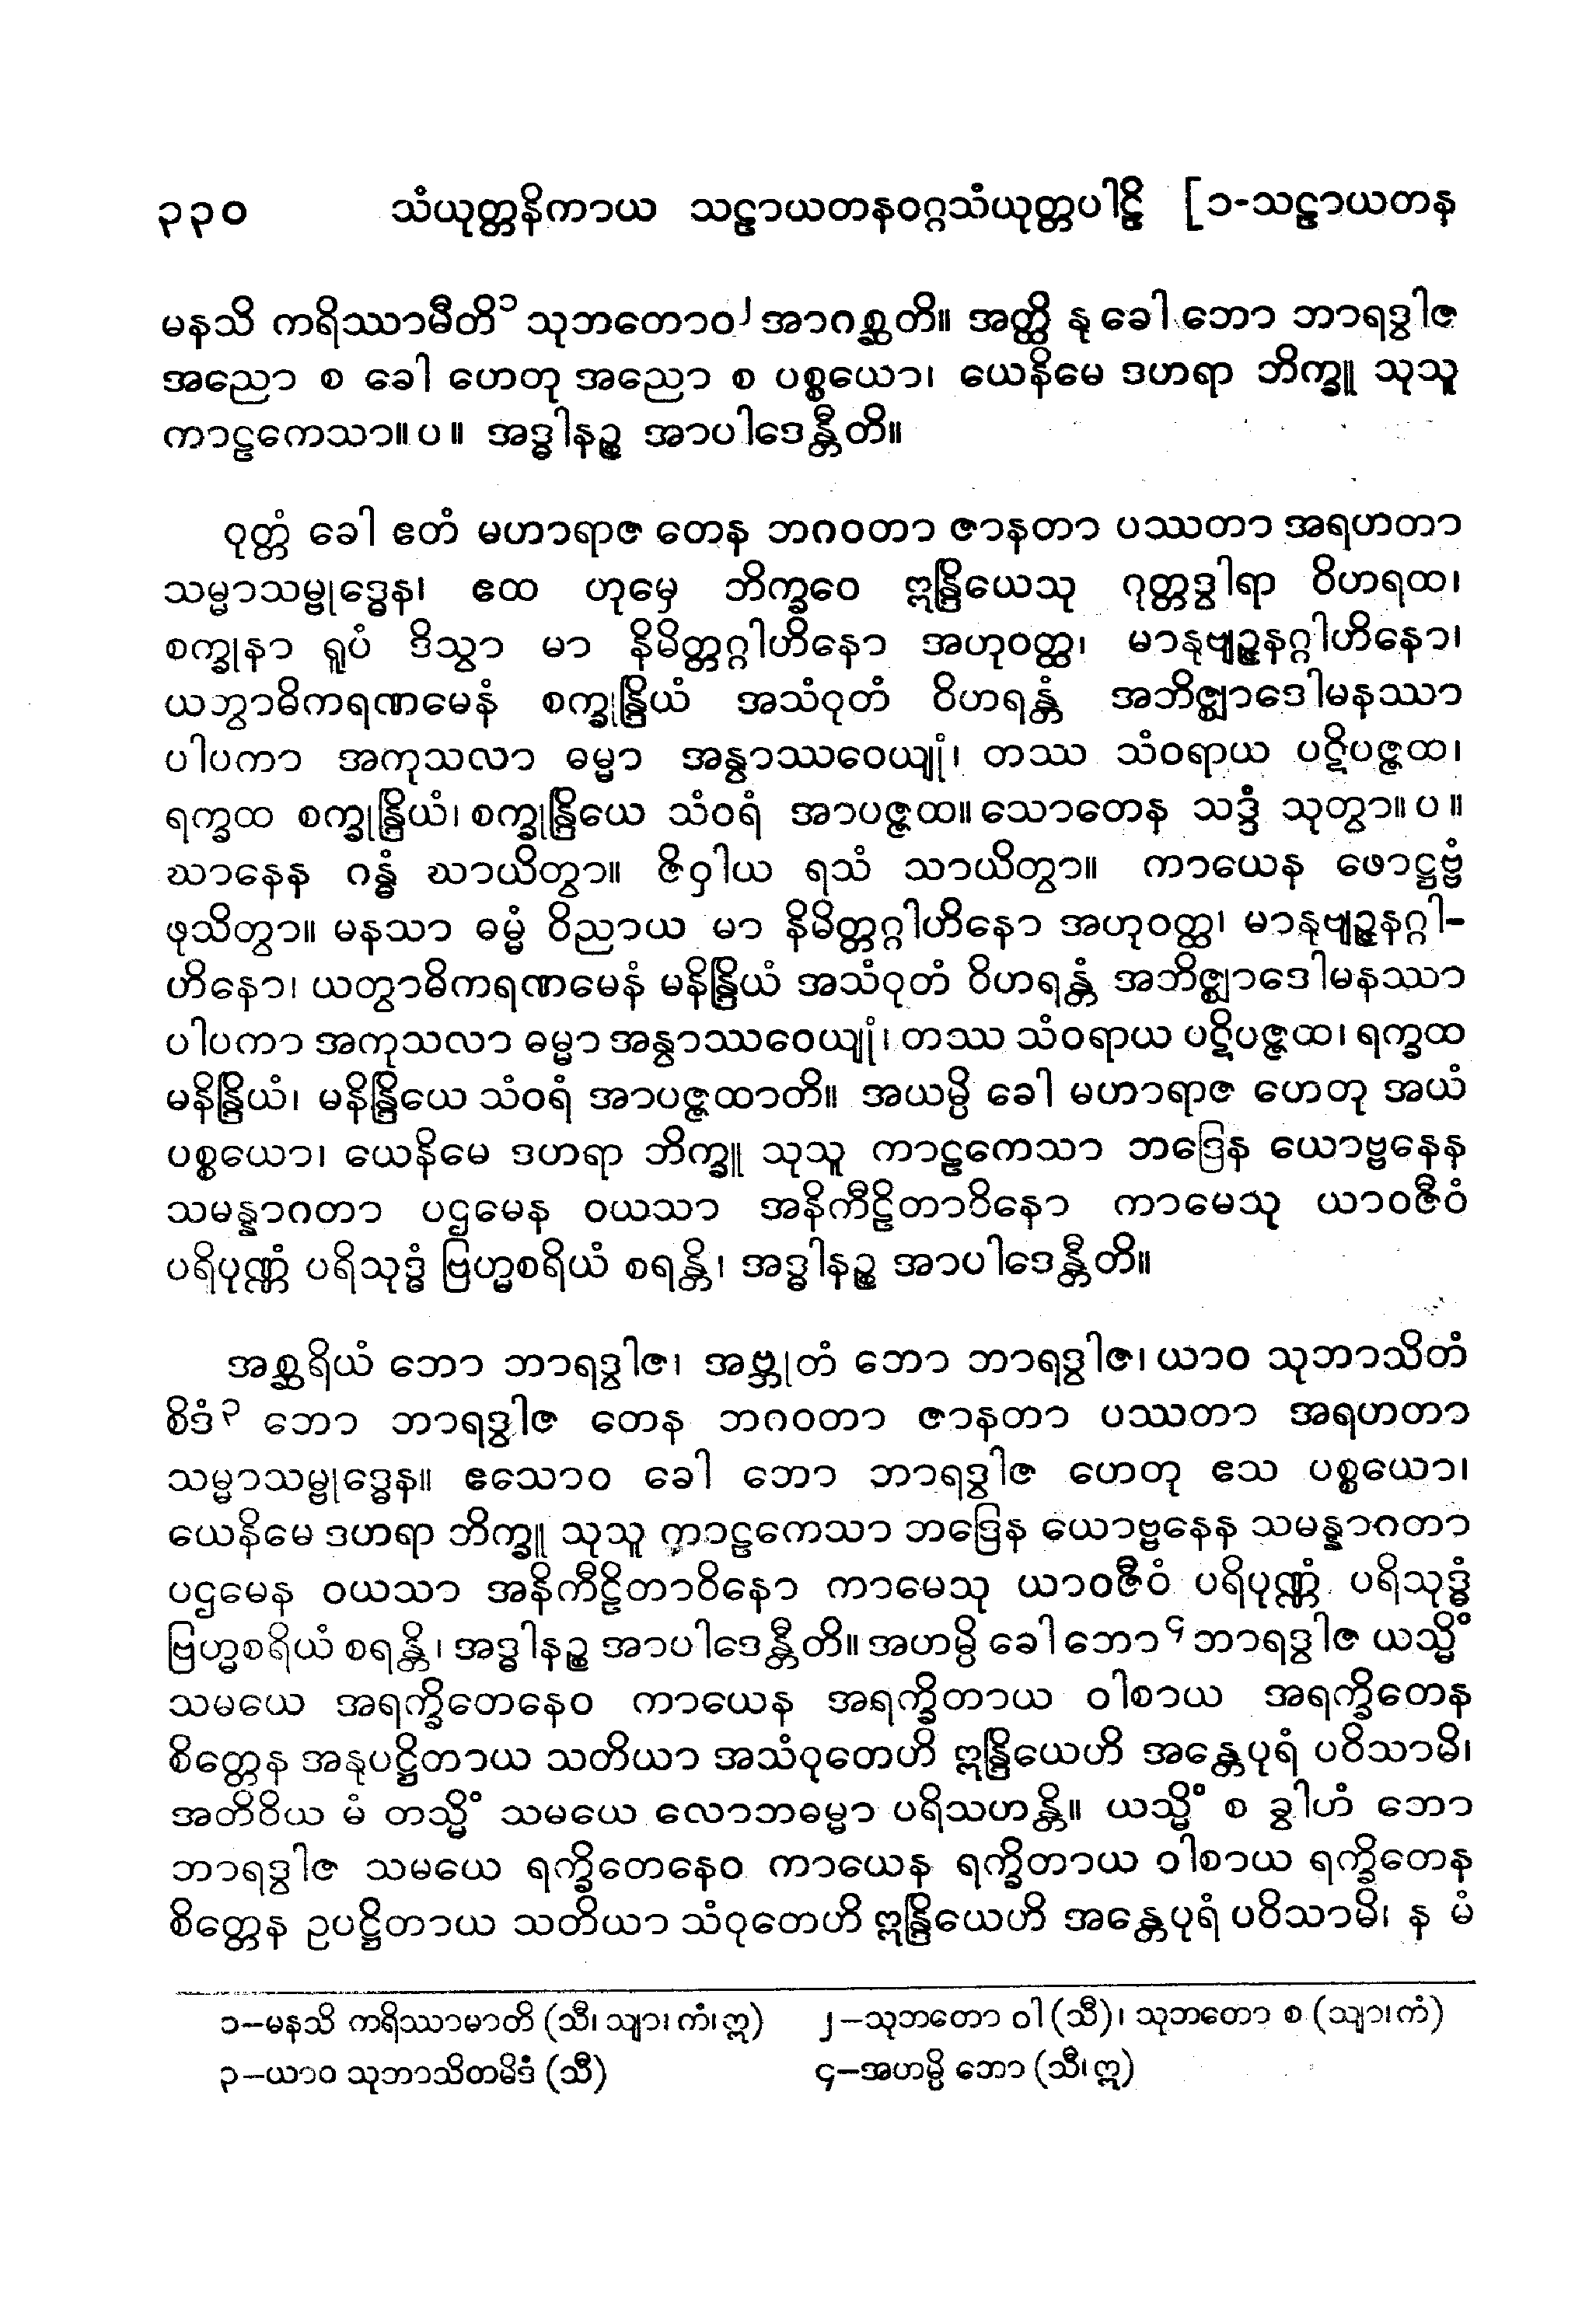 ၃၃၀ သံယုတ္တနိကာယ သဠာယတနဝဂ္ဂသံယုတ္တပါဠိ [၁-သဠာယတန
မနသိ ကရိဿာမီတိ၁ သုဘတောဝ၂ အာဂစ္ဆတိ။ အတ္ထိ နု ခေါ ဘော ဘာရဒွါဇ
အညော စ ခေါ ဟေတု အညော စ ပစ္စယော၊ ယေနိမေ ဒဟရာ ဘိက္ခူ သုသူ
ကာဠကေသာ။ ပ ။ အဒ္ဓါနဉ္စ အာပါဒေန္တီတိ။
ဝုတ္တံ ခေါ ဧတံ မဟာရာဇ တေန ဘဂဝတာ ဇာနတာ ပဿတာ အရဟတာ
သမ္မာသမ္ဗုဒ္ဓေန၊ ဧထ တုမှေ ဘိက္ခဝေ ဣန္ဒြိယေသု ဂုတ္တဒွါရာ ဝိဟရထ၊
စက္ခုနာ ရူပံ ဒိသွာ မာ နိမိတ္တဂ္ဂါဟိနော အဟုဝတ္ထ၊ မာနုဗျဉ္ဇနဂ္ဂါဟိနော၊
ယတွာဓိကရဏမေနံ စက္ခုန္ဒြိယံ အသံဝုတံ ဝိဟရန္တံ အဘိဇ္ဈာဒေါမနဿာ
ပါပကာ အကုသလာ ဓမ္မာ အနွာဿဝေယျုံ၊ တဿ သံဝရာယ ပဋိပဇ္ဇထ၊
ရက္ခထ စက္ခုန္ဒြိယံ၊ စက္ခုန္ဒြိယေ သံဝရံ အာပဇ္ဇထ။ သောတေန သဒ္ဒံ သုတွာ။ ပ ။
ဃာနေန ဂန္ဓံ ဃာယိတွာ။ ဇိဝှါယ ရသံ သာယိတွာ။ ကာယေန ဖောဋ္ဌဗ္ဗံ
ဖုသိတွာ။ မနသာ ဓမ္မံ ဝိညာယ မာ နိမိတ္တဂ္ဂါဟိနော အဟုဝတ္ထ၊ မာနုဗျဉ္ဇနဂ္ဂါ-
ဟိနော၊ ယတွာဓိကရဏမေနံ မနိန္ဒြိယံ အသံဝုတံ ဝိဟရန္တံ အဘိဇ္ဈာဒေါမနဿာ
ပါပကာ အကုသလာ ဓမ္မာ အနွာဿဝေယျုံ၊ တဿ သံဝရာယ ပဋိပဇ္ဇထ၊ ရက္ခထ
မနိန္ဒြိယံ၊ မနိန္ဒြိယေ သံဝရံ အာပဇ္ဇထာတိ။ အယမ္ပိ ခေါ မဟာရာဇ ဟေတု အယံ
ပစ္စယော၊ ယေနိမေ ဒဟရာ ဘိက္ခူ သုသူ ကာဠကေသာ ဘဒြေန ယောဗ္ဗနေန
သမန္နာဂတာ ပဌမေန ဝယသာ အနိကီဠိတာဝိနော ကာမေသု ယာဝဇီဝံ
ပရိပုဏ္ဏံ ပရိသုဒ္ဓံ ဗြဟ္မစရိယံ စရန္တိ၊ အဒ္ဓါနဉ္စ အာပါဒေန္တီတိ။
အစ္ဆရိယံ ဘော ဘာရဒွါဇ၊ အဗ္ဘုတံ ဘော ဘာရဒွါဇ၊ ယာဝ သုဘာသိတံ
စိဒံ၃ ဘော ဘာရဒွါဇ တေန ဘဂဝတာ ဇာနတာ ပဿတာ အရဟတာ
သမ္မာသမ္ဗုဒ္ဓေန။ ဧသောဝ ခေါ ဘော ဘာရဒွါဇ ဟေတု ဧသ ပစ္စယော၊
ယေနိမေ ဒဟရာ ဘိက္ခူ သုသူ ကာဠကေသာ ဘဒြေန ယောဗ္ဗနေန သမန္နာဂတာ
ပဌမေန ဝယသာ အနိကီဠိတာဝိနော ကာမေသု ယာဝဇီဝံ ပရိပုဏ္ဏံ ပရိသုဒ္ဓံ
ဗြဟ္မစရိယံ စရန္တိ၊ အဒ္ဓါနဉ္စ အာပါဒေန္တီတိ။ အဟမ္ပိ ခေါ ဘော၄ ဘာရဒွါဇ ယသ္မိံ
သမယေ အရက္ခိတေနေဝ ကာယေန အရက္ခိတာယ ဝါစာယ အရက္ခိတေန
စိတ္တေန အနုပဋ္ဌိတာယ သတိယာ အသံဝုတေဟိ ဣန္ဒြိယေဟိ အန္တေပုရံ ပဝိသာမိ၊
အတိဝိယ မံ တသ္မိံ သမယေ လောဘဓမ္မာ ပရိသဟန္တိ။ ယသ္မိံ စ ခွါဟံ ဘော
ဘာရဒွါဇ သမယေ ရက္ခိတေနေဝ ကာယေန ရက္ခိတာယ ဝါစာယ ရက္ခိတေန
စိတ္တေန ဥပဋ္ဌိတာယ သတိယာ သံဝုတေဟိ ဣန္ဒြိယေဟိ အန္တေပုရံ ပဝိသာမိ၊ န မံ
၁–မနသိ ကရိဿာမာတိ (သီ၊ သျာ၊ ကံ၊ ဣ) ၂–သုဘတော ဝါ (သီ)၊ သုဘတော စ (သျာ၊ ကံ)
၃–ယာဝ သုဘာသိတမိဒံ (သီ) ၄–အဟမ္ပိ ဘော (သီ၊ ဣ)